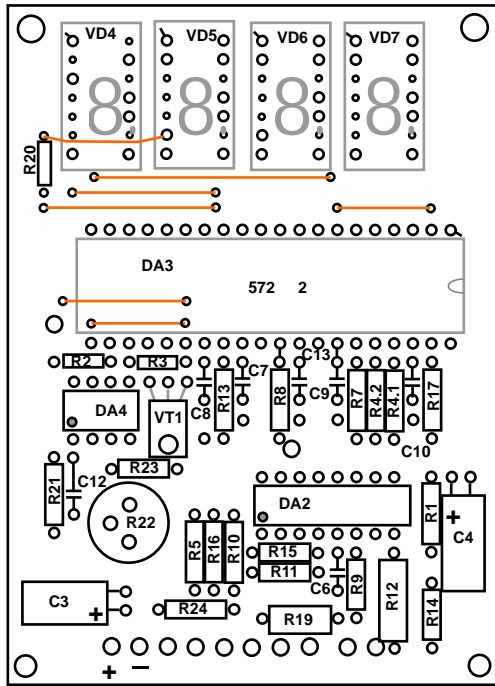 VD4 VD5 VD6 VD7
8. 8. 8. 8.
R20
DA3
572 2
R2 R3 C13
C7
C8 R13 R8 C9 R7 R4.2 R4.1 R17
DA4 VT1
C10
R23
R21 C12
DA2
R22
R1
+ C4
R5 R16 R10
R15
R11
C6 R9 R12
C3 +
R24 R19 R14
+ −